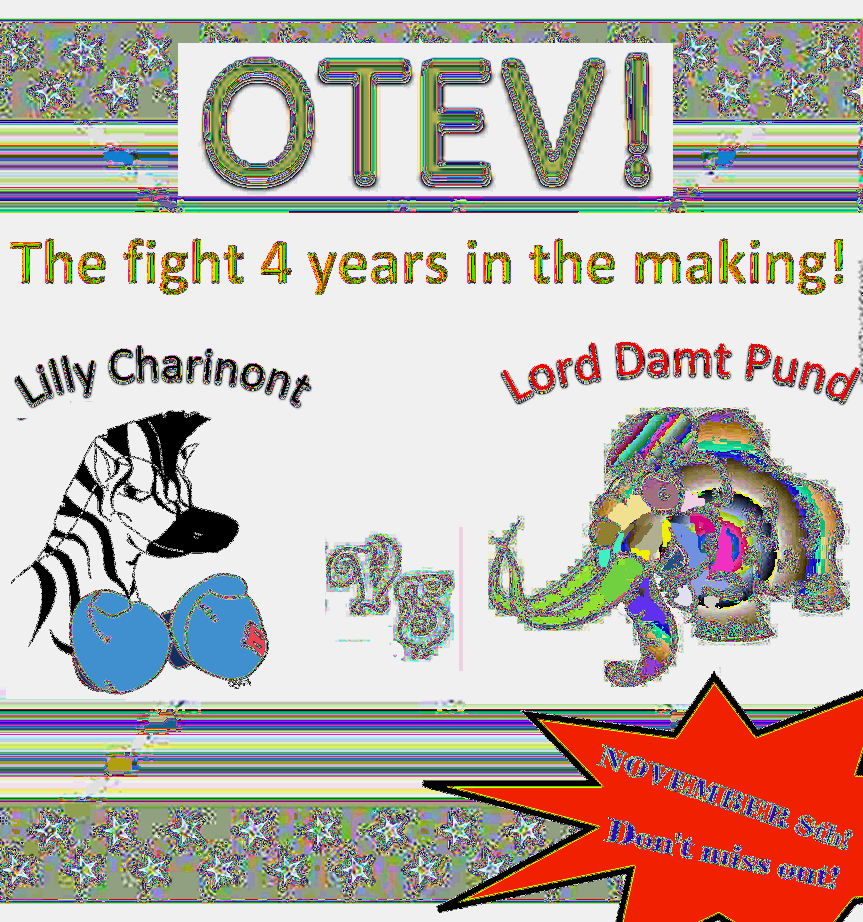 OTEV!
The fight 4 years in the making!
Lilly Charinont
Lord Damt Pund
VS
NOVEMBER 8th!
Don't miss out!